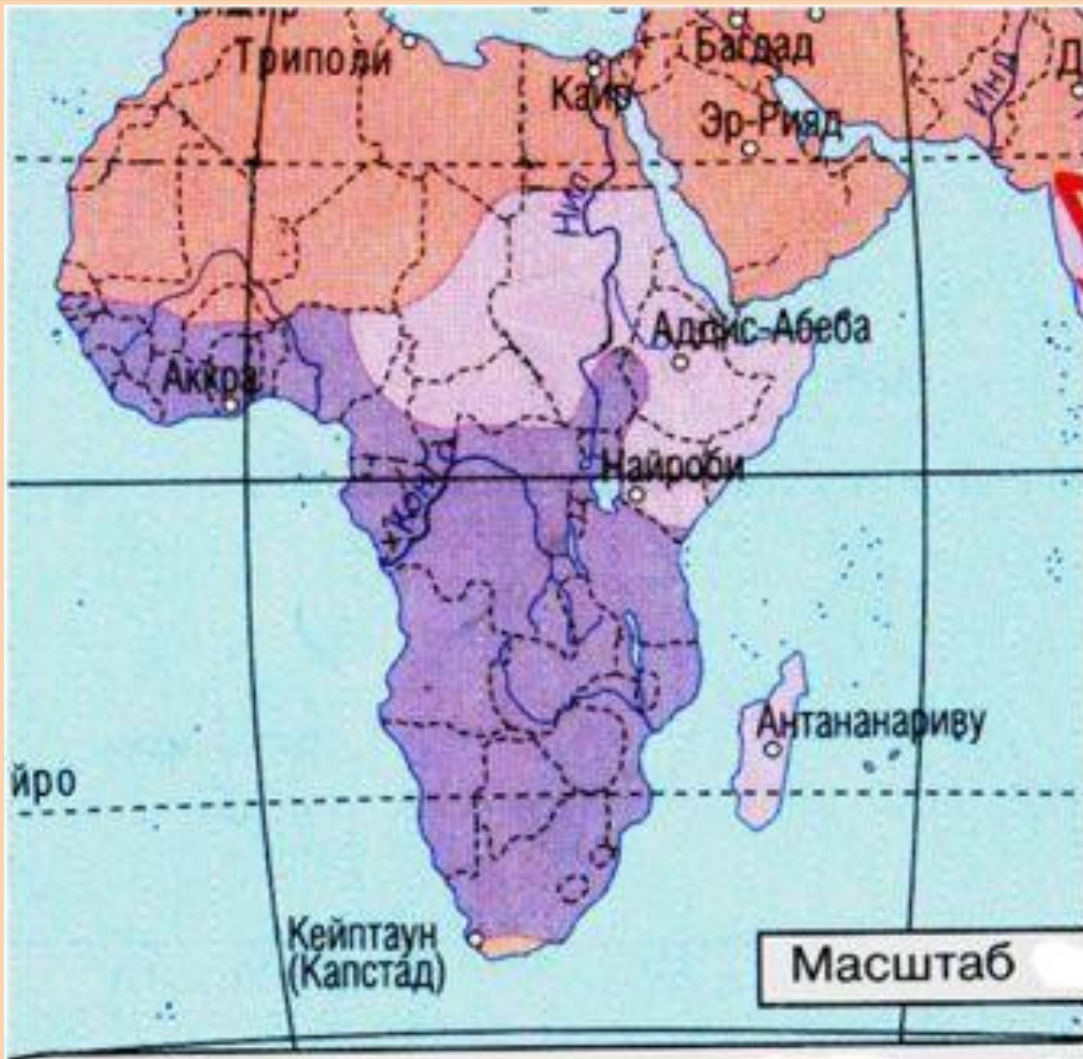 Триполи
Каир
Багдад
Эр-Рияд
Инд
Д
Нил
Аддис-Абеба
Аккра
Найроби
Конго
Антананариву
йро
Кейптаун
(Капстад)
Масштаб